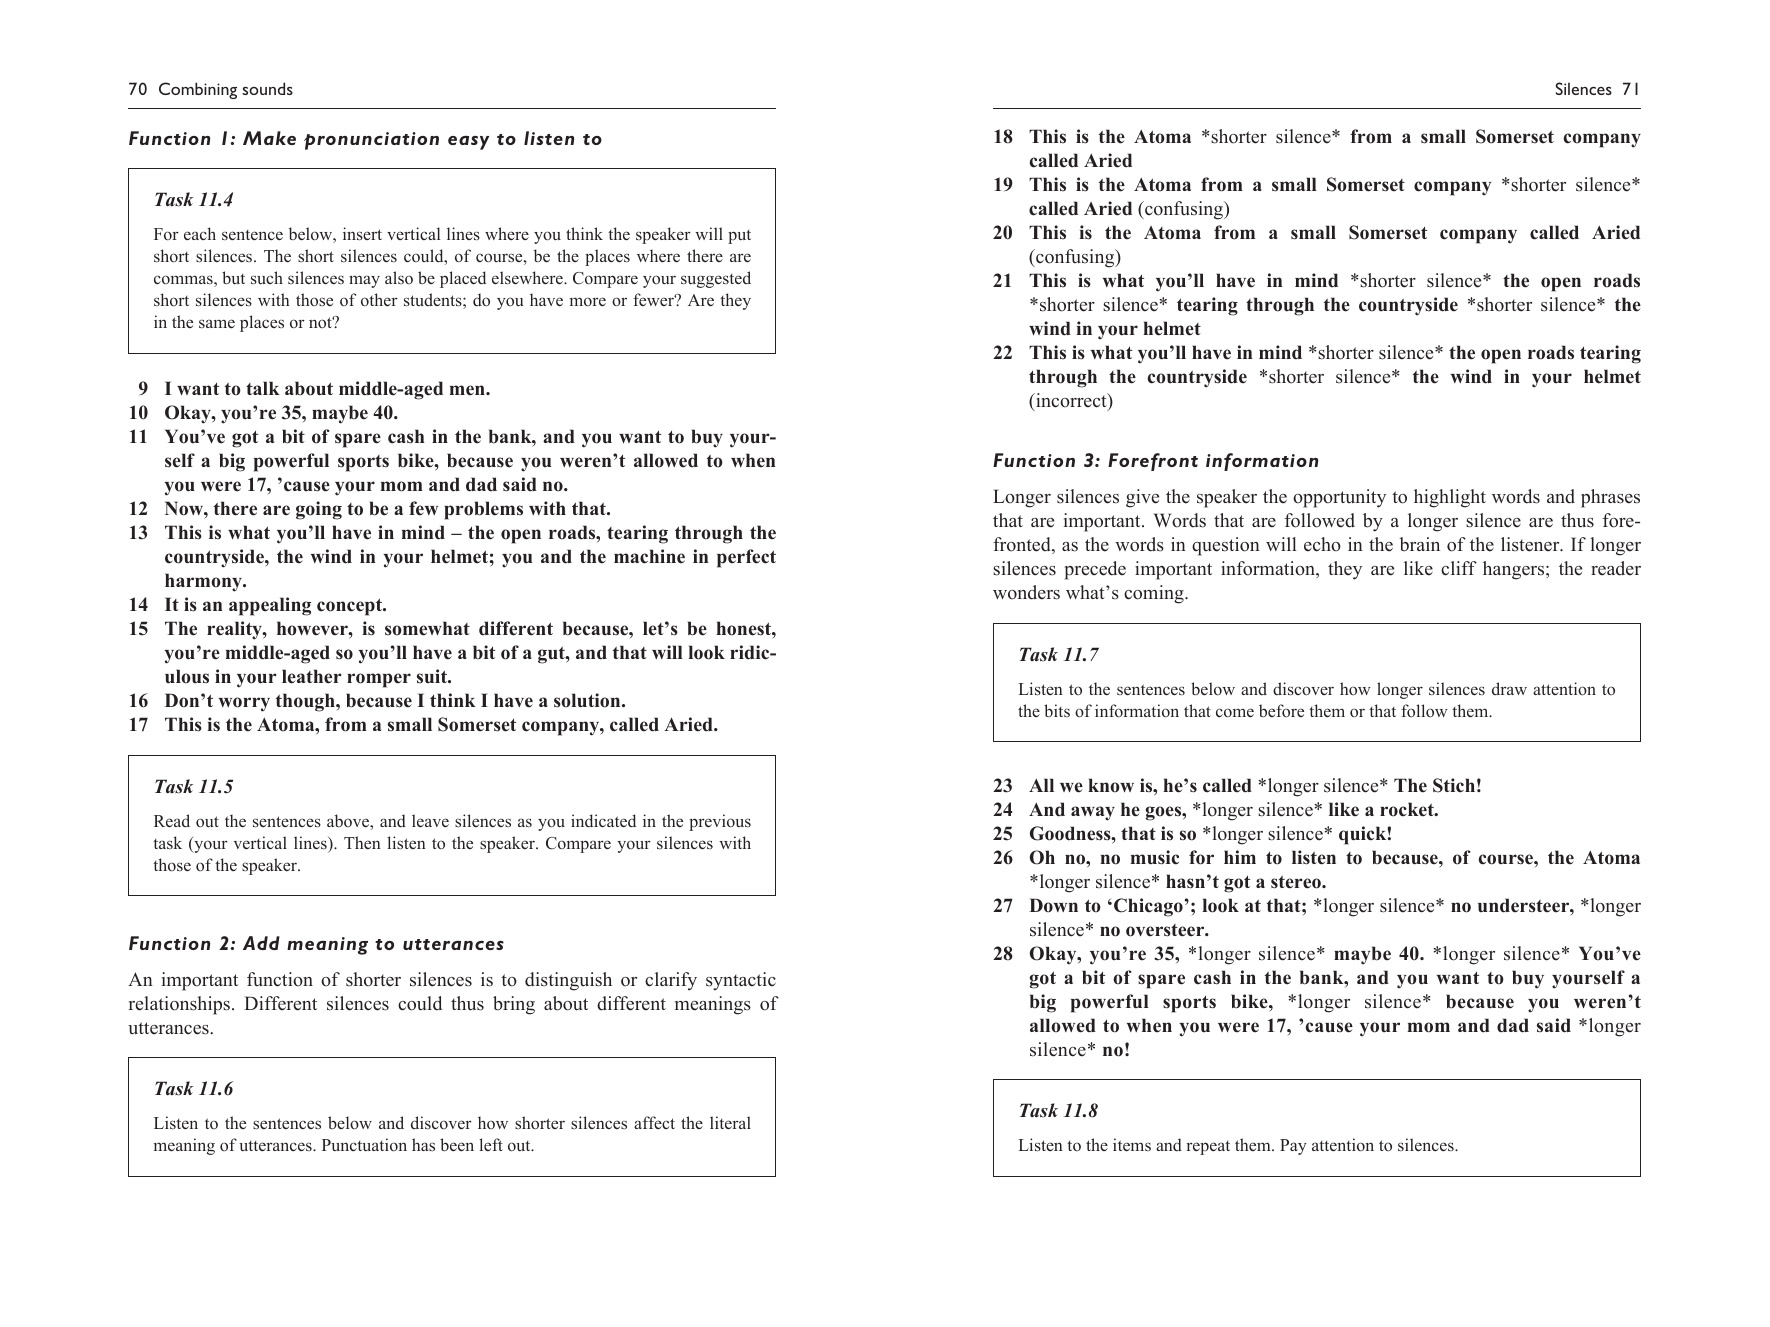 70 Combining sounds
Function 1: Make pronunciation easy to listen to
Task 11.4
For each sentence below, insert vertical lines where you think the speaker will put
short silences. The short silences could, of course, be the places where there are
commas, but such silences may also be placed elsewhere. Compare your suggested
short silences with those of other students; do you have more or fewer? Are they
in the same places or not?
9 I want to talk about middle-aged men.
10 Okay, you’re 35, maybe 40.
11 You’ve got a bit of spare cash in the bank, and you want to buy your-
self a big powerful sports bike, because you weren’t allowed to when
you were 17, ’cause your mom and dad said no.
12 Now, there are going to be a few problems with that.
13 This is what you’ll have in mind – the open roads, tearing through the
countryside, the wind in your helmet; you and the machine in perfect
harmony.
14 It is an appealing concept.
15 The reality, however, is somewhat different because, let’s be honest,
you’re middle-aged so you’ll have a bit of a gut, and that will look ridic-
ulous in your leather romper suit.
16 Don’t worry though, because I think I have a solution.
17 This is the Atoma, from a small Somerset company, called Aried.
Task 11.5
Read out the sentences above, and leave silences as you indicated in the previous
task (your vertical lines). Then listen to the speaker. Compare your silences with
those of the speaker.
Function 2: Add meaning to utterances
An important function of shorter silences is to distinguish or clarify syntactic
relationships. Different silences could thus bring about different meanings of
utterances.
Task 11.6
Listen to the sentences below and discover how shorter silences affect the literal
meaning of utterances. Punctuation has been left out.
Silences 71
18 This is the Atoma *shorter silence* from a small Somerset company
called Aried
19 This is the Atoma from a small Somerset company *shorter silence*
called Aried (confusing)
20 This is the Atoma from a small Somerset company called Aried
(confusing)
21 This is what you’ll have in mind *shorter silence* the open roads
*shorter silence* tearing through the countryside *shorter silence* the
wind in your helmet
22 This is what you’ll have in mind *shorter silence* the open roads tearing
through the countryside *shorter silence* the wind in your helmet
(incorrect)
Function 3: Forefront information
Longer silences give the speaker the opportunity to highlight words and phrases
that are important. Words that are followed by a longer silence are thus fore-
fronted, as the words in question will echo in the brain of the listener. If longer
silences precede important information, they are like cliff hangers; the reader
wonders what’s coming.
Task 11.7
Listen to the sentences below and discover how longer silences draw attention to
the bits of information that come before them or that follow them.
23 All we know is, he’s called *longer silence* The Stich!
24 And away he goes, *longer silence* like a rocket.
25 Goodness, that is so *longer silence* quick!
26 Oh no, no music for him to listen to because, of course, the Atoma
*longer silence* hasn’t got a stereo.
27 Down to ‘Chicago’; look at that; *longer silence* no understeer, *longer
silence* no oversteer.
28 Okay, you’re 35, *longer silence* maybe 40. *longer silence* You’ve
got a bit of spare cash in the bank, and you want to buy yourself a
big powerful sports bike, *longer silence* because you weren’t
allowed to when you were 17, ’cause your mom and dad said *longer
silence* no!
Task 11.8
Listen to the items and repeat them. Pay attention to silences.